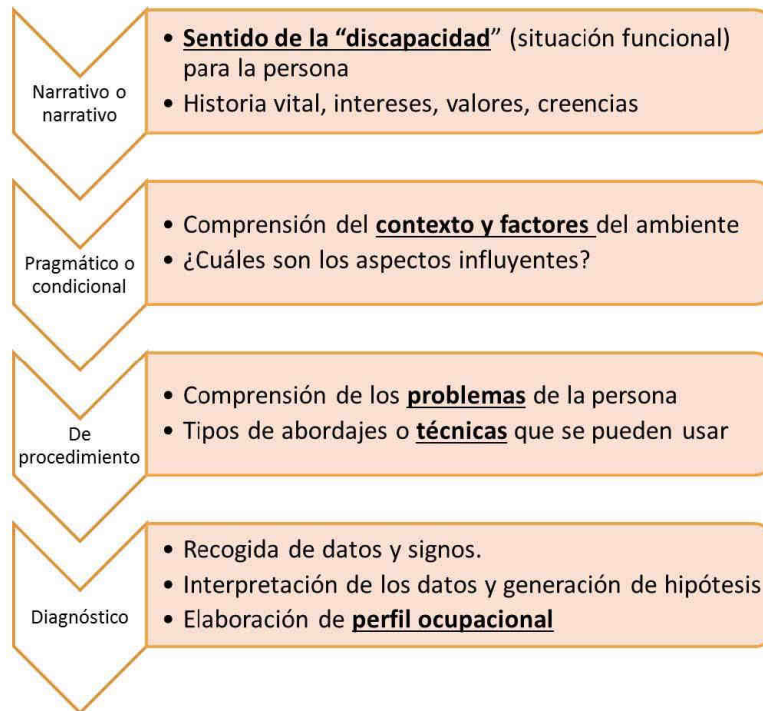 Narrativo o
narrativo
• Sentido de la “discapacidad” (situación funcional)
para la persona
• Historia vital, intereses, valores, creencias
Pragmático o
condicional
• Comprensión del contexto y factores del ambiente
• ¿Cuáles son los aspectos influyentes?
De
procedimiento
• Comprensión de los problemas de la persona
• Tipos de abordajes o técnicas que se pueden usar
Diagnóstico
• Recogida de datos y signos.
• Interpretación de los datos y generación de hipótesis
• Elaboración de perfil ocupacional